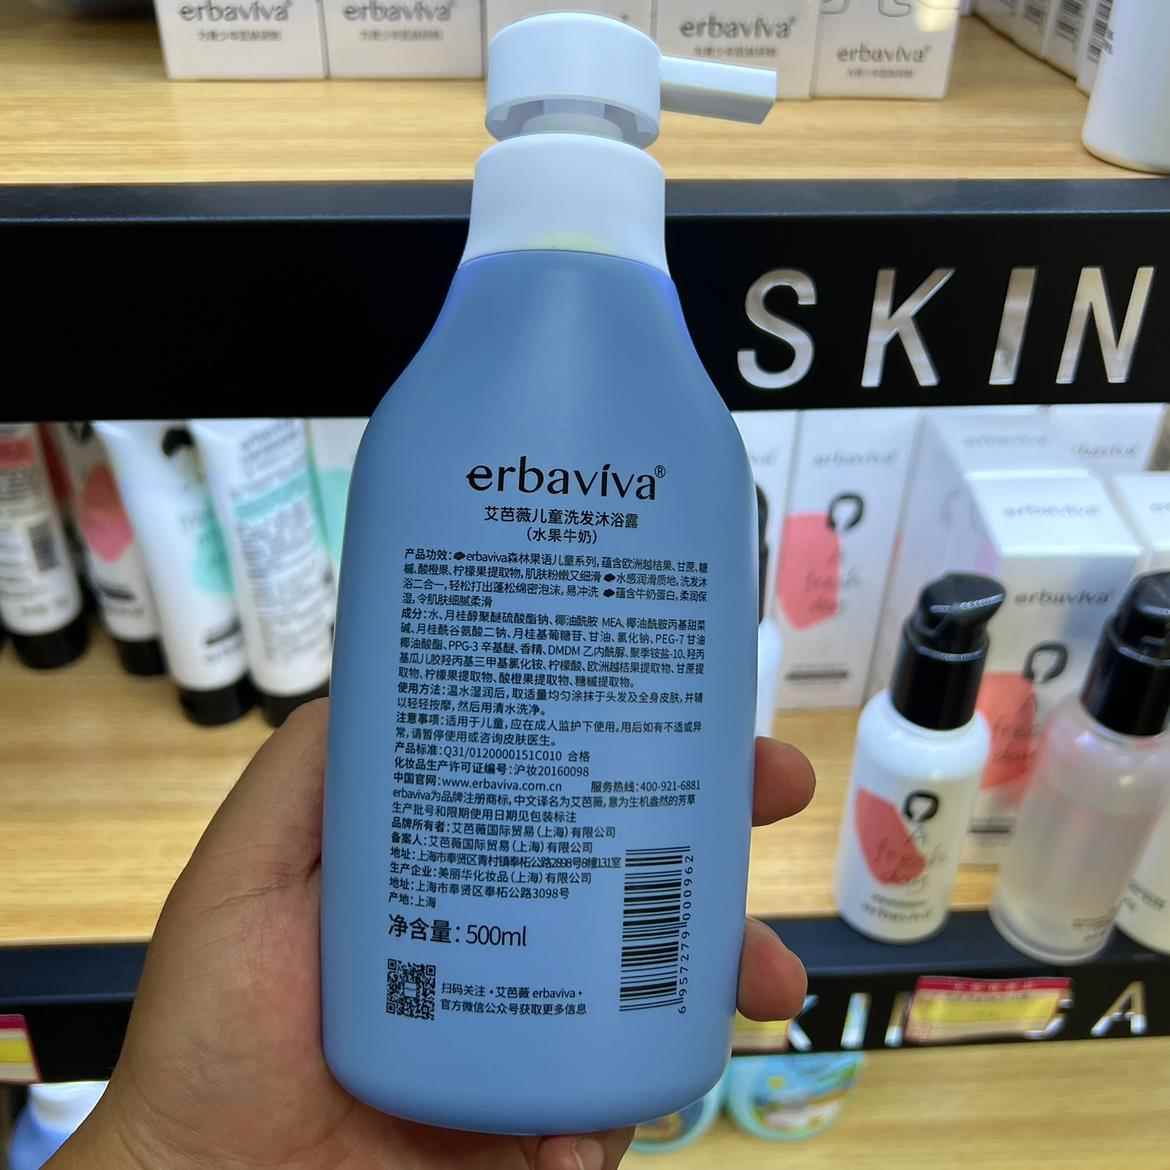 erbaviva
erbaviva
erbaviva®
erbaviva®
SKIN
erbaviva®
艾芭薇儿童洗发沐浴露
(水果牛奶)
产品功效：erbaviva森林果语儿童系列，蕴含欧洲越结果、甘蔗、糖
槭、酸橙果、柠檬果提取物，肌肤粉嫩又细滑 水感润滑质地，洗发沐
浴二合一，轻松打出蓬松绵密泡沫，易冲洗 蕴含牛奶蛋白，柔润保
湿，令肌肤细腻柔滑
成分：水、月桂醇聚醚硫酸酯钠、椰油酰胺 MEA、椰油酰胺丙基甜菜
碱、月桂酰谷氨酸二钠、月桂基葡糖苷、甘油、氯化钠、PEG-7 甘油
椰油酸酯、PPG-3 辛基醚、香精、DMDM 乙内酰脲、聚季铵盐-10、羟丙
基瓜儿胶羟丙基三甲基氯化铵、柠檬酸、欧洲越桔果提取物、甘蔗提
取物、柠檬果提取物、酸橙果提取物、糖槭提取物。
使用方法：温水湿润后，取适量均匀涂抹于头发及全身皮肤，并辅
以轻轻按摩，然后用清水洗净。
注意事项：适用于儿童，应在成人监护下使用。用后如有不适或异
常，请暂停使用或咨询皮肤医生。
产品标准：Q31/0120000151C010 合格
化妆品生产许可证编号：沪妆20160098
中国官网：www.erbaviva.com.cn 服务热线：400-921-6881
erbaviva为品牌注册商标，中文译名为艾芭薇，意为生机盎然的芳草
生产批号和限期使用日期见包装标注
品牌所有者：艾芭薇国际贸易(上海)有限公司
备案人：艾芭薇国际贸易(上海)有限公司
地址：上海市奉贤区青村镇奉柘公路2898号8幢131室
生产企业：美丽华化妆品(上海)有限公司
地址：上海市奉贤区奉柘公路3098号
产地：上海
净含量：500ml
扫码关注·艾芭薇 erbaviva·
官方微信公众号获取更多信息
6957279000962
erbaviva
erbaviva